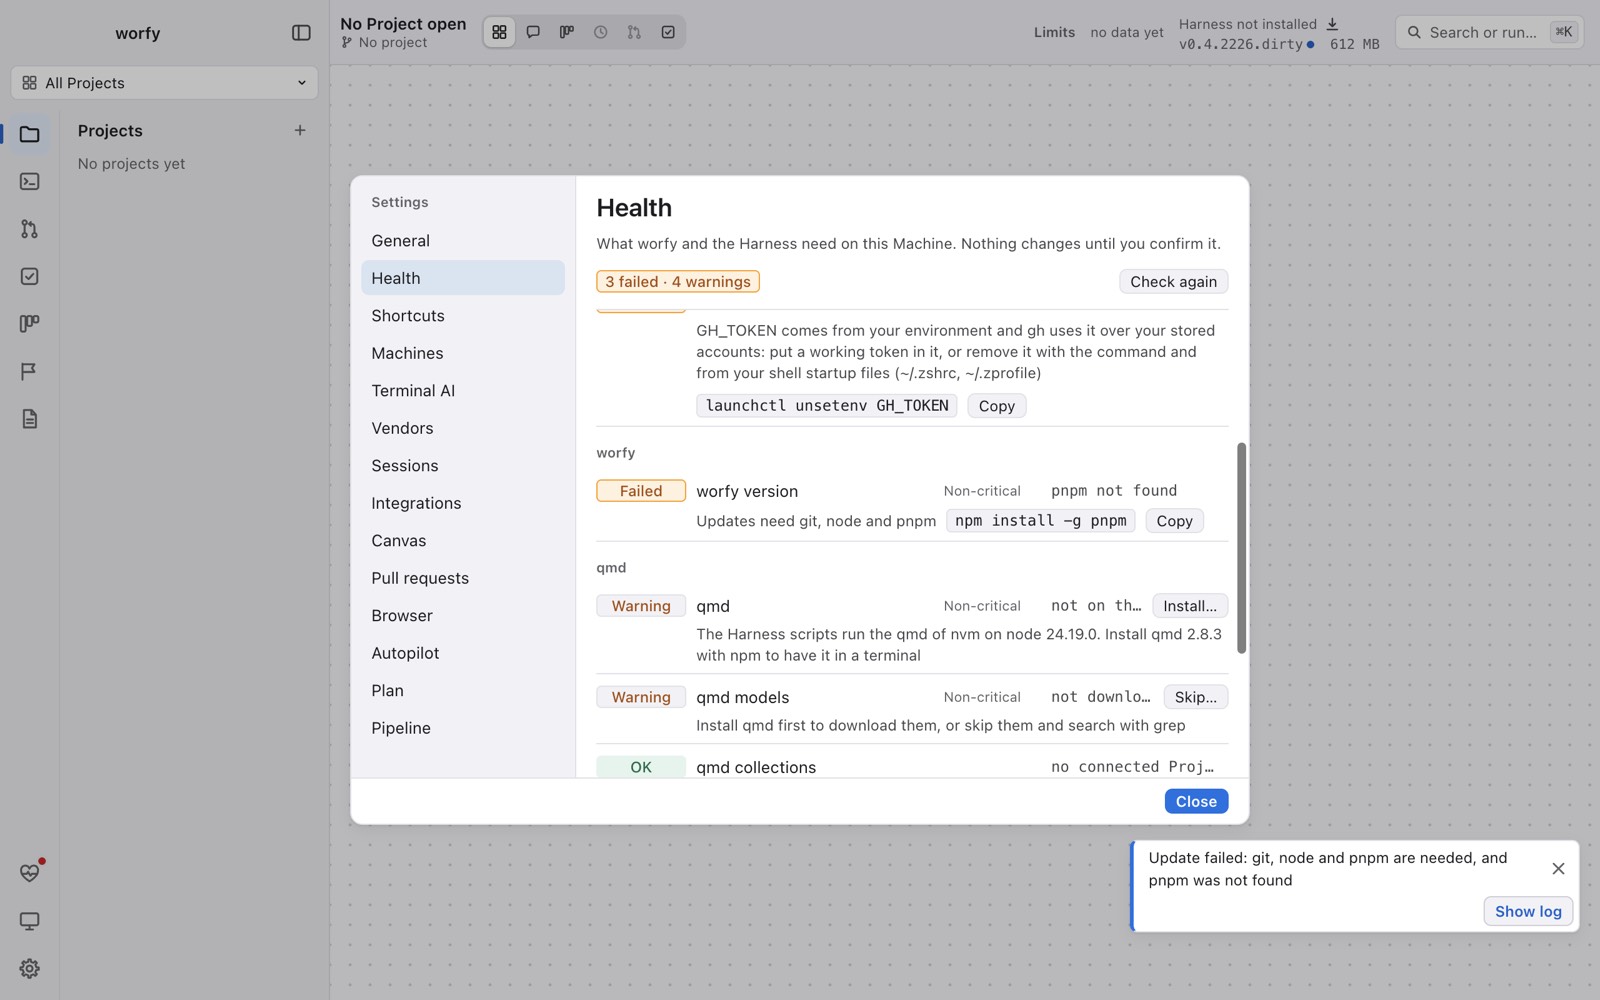 worfy
No Project open
No project
Limits
no data yet
Harness not installed
v0.4.2226.dirty
612 MB
Search or run...
⌘K
All Projects
Projects
No projects yet
Settings
General
Health
Shortcuts
Machines
Terminal AI
Vendors
Sessions
Integrations
Canvas
Pull requests
Browser
Autopilot
Plan
Pipeline
Health
What worfy and the Harness need on this Machine. Nothing changes until you confirm it.
3 failed · 4 warnings
Check again
GH_TOKEN comes from your environment and gh uses it over your stored
accounts: put a working token in it, or remove it with the command and
from your shell startup files (~/.zshrc, ~/.zprofile)
launchctl unsetenv GH_TOKEN
Copy
worfy
Failed
worfy version
Non-critical
pnpm not found
Updates need git, node and pnpm
npm install -g pnpm
Copy
qmd
Warning
qmd
Non-critical
not on th…
Install...
The Harness scripts run the qmd of nvm on node 24.19.0. Install qmd 2.8.3
with npm to have it in a terminal
Warning
qmd models
Non-critical
not downlo…
Skip...
Install qmd first to download them, or skip them and search with grep
OK
qmd collections
no connected Proj…
Close
Update failed: git, node and pnpm are needed, and
pnpm was not found
Show log